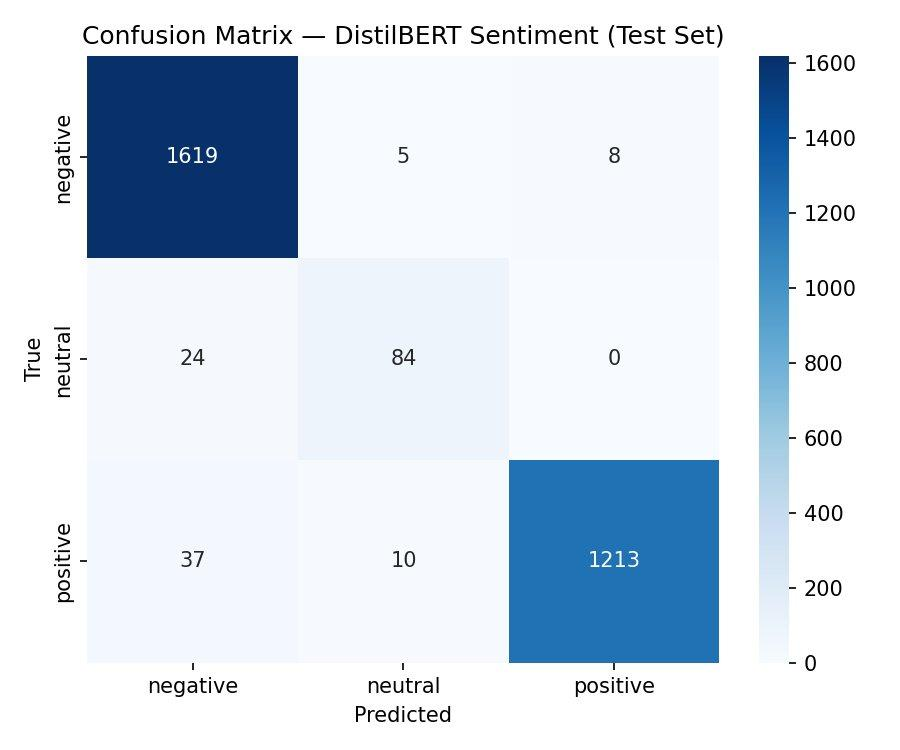 Confusion Matrix — DistilBERT Sentiment (Test Set)
True
negative
1619 5 8
neutral
24 84 0
positive
37 10 1213
negative neutral positive
Predicted
1600
1400
1200
1000
800
600
400
200
0